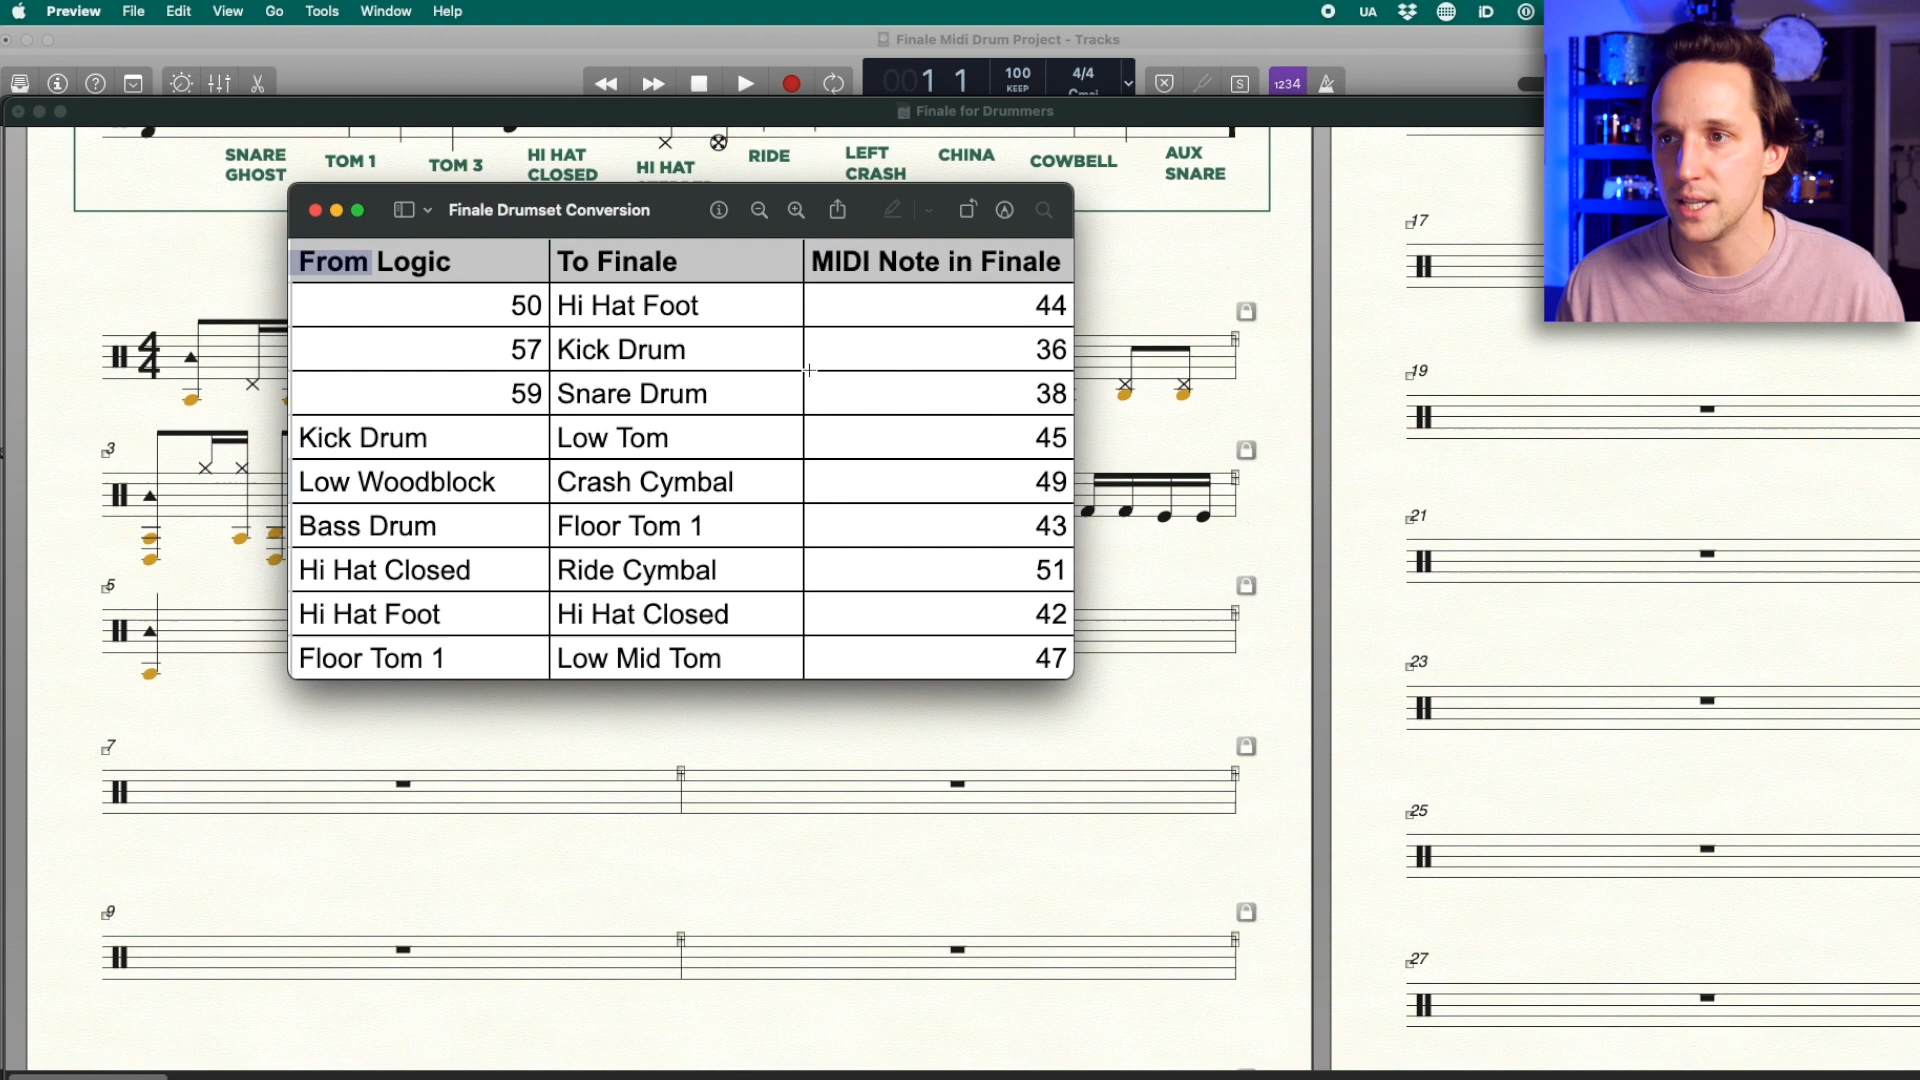 Preview File Edit View Go Tools Window Help UA iD
Finale Midi Drum Project - Tracks
001 1 100 KEEP 4/4 Cmaj S 1234
Finale for Drummers
SNARE GHOST
TOM 1
TOM 3
HI HAT CLOSED
HI HAT
RIDE
LEFT CRASH
CHINA
COWBELL
AUX SNARE
Finale Drumset Conversion
From Logic To Finale MIDI Note in Finale
50 Hi Hat Foot 44
57 Kick Drum 36
59 Snare Drum 38
Kick Drum Low Tom 45
Low Woodblock Crash Cymbal 49
Bass Drum Floor Tom 1 43
Hi Hat Closed Ride Cymbal 51
Hi Hat Foot Hi Hat Closed 42
Floor Tom 1 Low Mid Tom 47
4
4
3
5
7
9
17
19
21
23
25
27